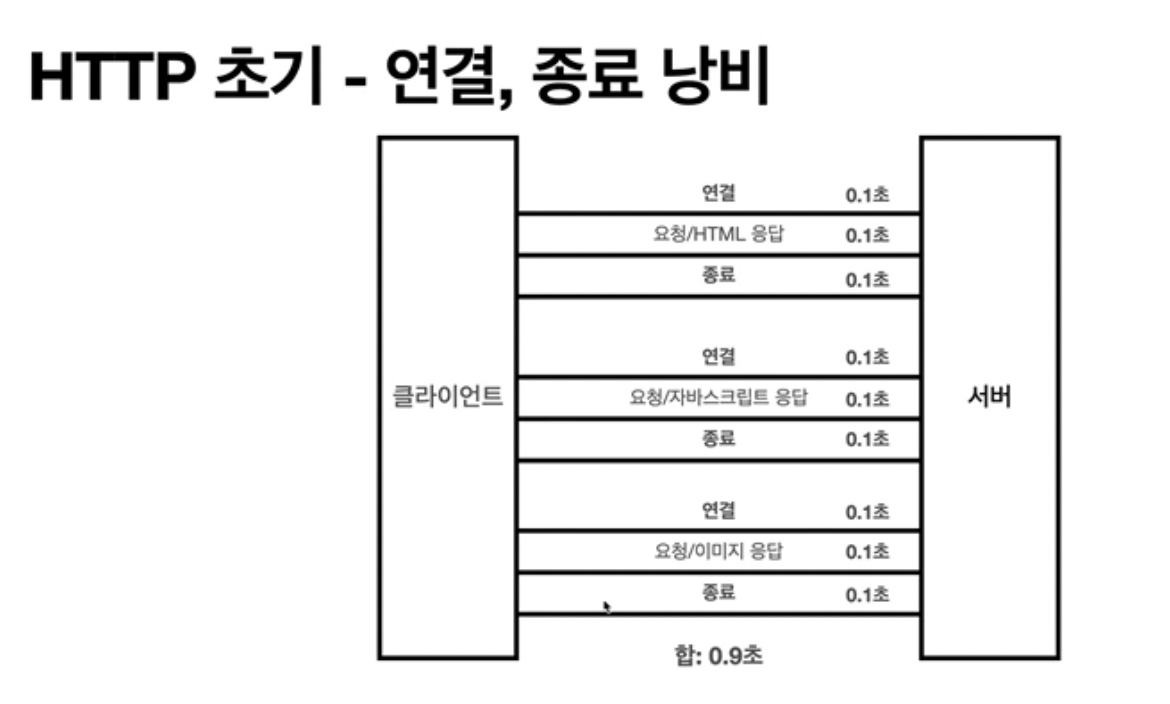 HTTP 초기 - 연결, 종료 낭비
연결 0.1초
요청/HTML 응답 0.1초
종료 0.1초
연결 0.1초
클라이언트 요청/자바스크립트 응답 0.1초 서버
종료 0.1초
연결 0.1초
요청/이미지 응답 0.1초
종료 0.1초
합: 0.9초